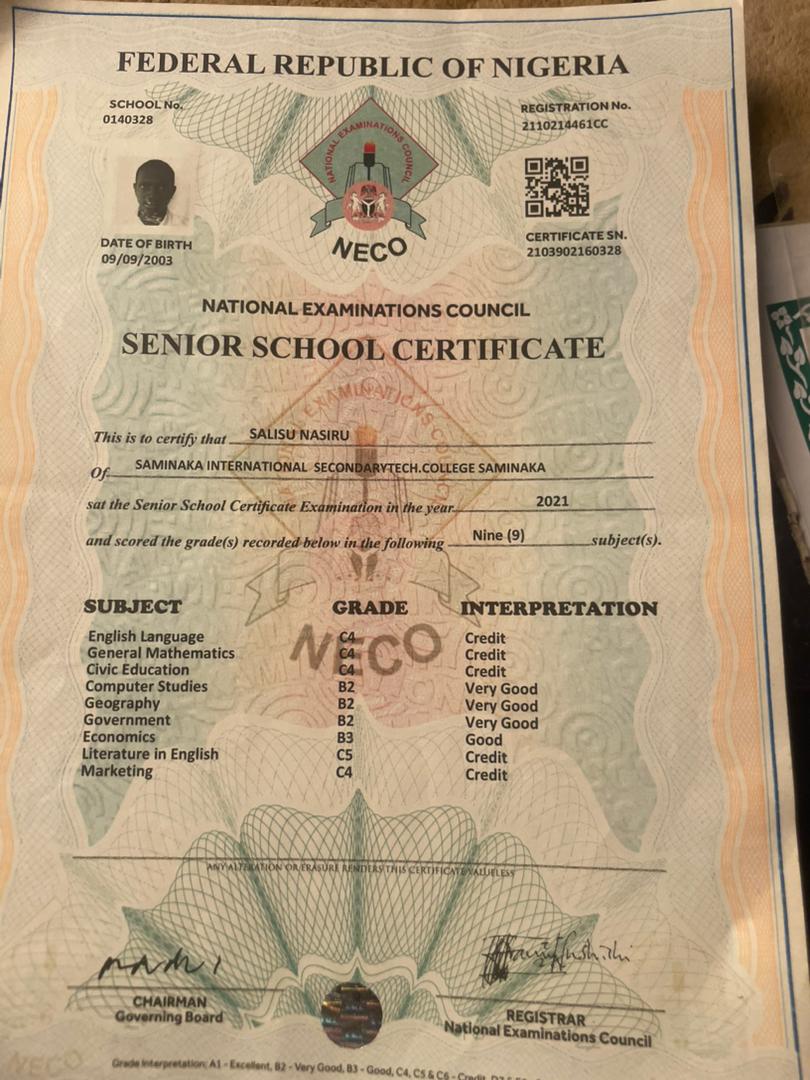 FEDERAL REPUBLIC OF NIGERIA
SCHOOL No.
0140328
REGISTRATION No.
2110214461CC
NATIONAL EXAMINATIONS COUNCIL
NECO
DATE OF BIRTH
09/09/2003
CERTIFICATE SN.
2103902160328
NATIONAL EXAMINATIONS COUNCIL
SENIOR SCHOOL CERTIFICATE
This is to certify that SALISU NASIRU
Of SAMINAKA INTERNATIONAL SECONDARYTECH.COLLEGE SAMINAKA
sat the Senior School Certificate Examination in the year 2021
and scored the grade(s) recorded below in the following Nine (9) subject(s).
SUBJECT GRADE INTERPRETATION
English Language C4 Credit
General Mathematics C4 Credit
Civic Education C4 Credit
Computer Studies B2 Very Good
Geography B2 Very Good
Government B2 Very Good
Economics B3 Good
Literature in English C5 Credit
Marketing C4 Credit
NECO
ANY ALTERATION OR ERASURE RENDERS THIS CERTIFICATE VALUELESS
CHAIRMAN
Governing Board
REGISTRAR
National Examinations Council
NECO
Grade Interpretation: A1 - Excellent, B2 - Very Good, B3 - Good, C4, C5 & C6 - Credit,